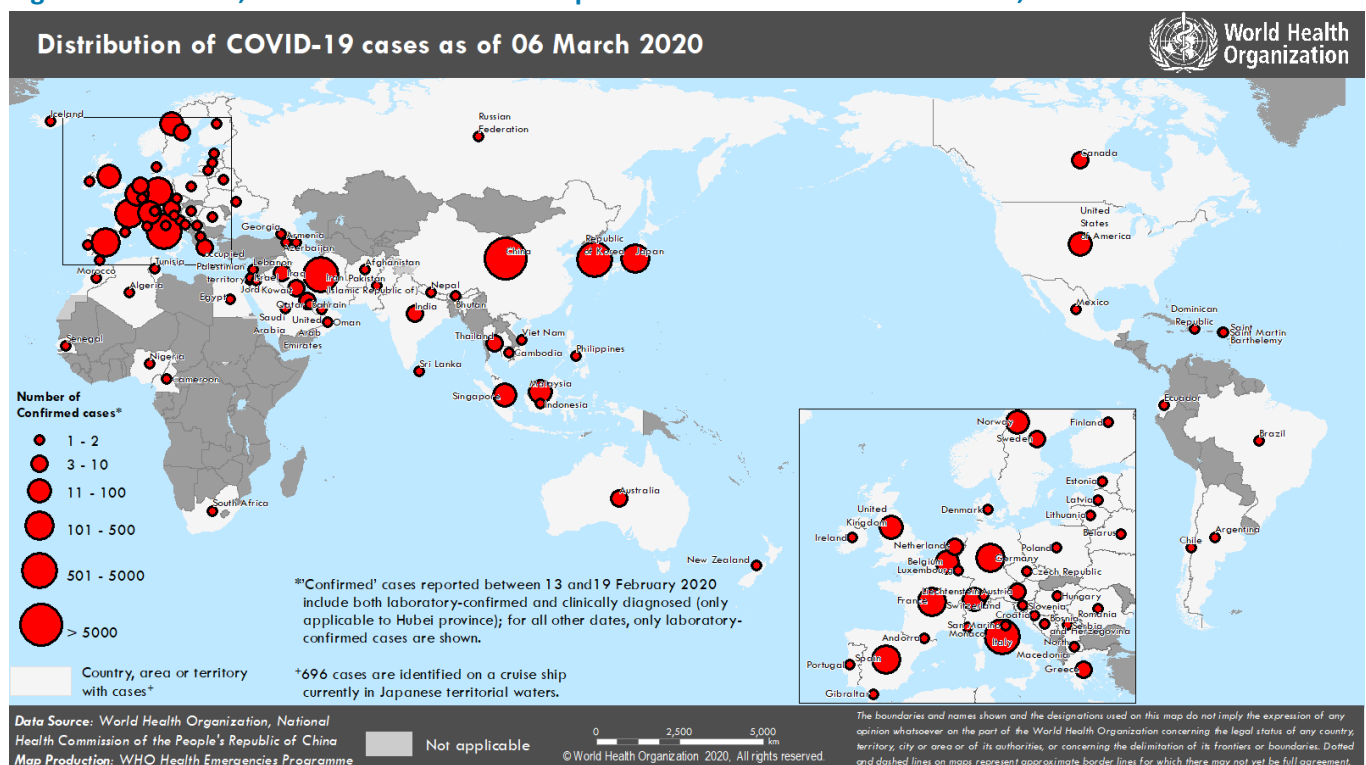 Distribution of COVID-19 cases as of 06 March 2020
World Health
Organization
Iceland
Russian
Federation
Canada
United
States
of America
Mexico
Dominican
Republic
Saint Martin
Saint
Barthelemy
Ecuador
Brazil
Chile
Argentina
Georgia
Armenia
Azerbaijan
Occupied
Palestinian
territory
Lebanon
Israel
Jord
Iraq
Kuwait
Iran
(Islamic Republic of)
Afghanistan
Pakistan
Morocco
Tunisia
Algeria
Egypt
Qatar
Bahrain
Saudi
Arabia
United
Arab
Emirates
Oman
Nepal
India
Bhutan
China
Republic
of Korea
Japan
Thailand
Viet Nam
Cambodia
Philippines
Sri Lanka
Singapore
Malaysia
Indonesia
Senegal
Nigeria
Cameroon
South Africa
Australia
New Zealand
Number of
Confirmed cases*
1 - 2
3 - 10
11 - 100
101 - 500
501 - 5000
> 5000
Country, area or territory
with cases+
*'Confirmed' cases reported between 13 and19 February 2020
include both laboratory-confirmed and clinically diagnosed (only
applicable to Hubei province); for all other dates, only laboratory-
confirmed cases are shown.
+696 cases are identified on a cruise ship
currently in Japanese territorial waters.
Norway
Sweden
Finland
Estonia
Latvia
Lithuania
Denmark
United
Kingdom
Ireland
Belarus
Netherlands
Poland
Germany
Belgium
Luxembourg
Czech Republic
Liechtenstein
Austria
France
Switzerland
Hungary
Slovenia
Romania
Croatia
San Marino
Bosnia
and Herzegovina
Serbia
Monaco
Italy
Andorra
North
Macedonia
Portugal
Spain
Greece
Gibraltar
Data Source: World Health Organization, National
Health Commission of the People's Republic of China
Map Production: WHO Health Emergencies Programme
Not applicable
0 2,500 5,000
km
© World Health Organization 2020, All rights reserved.
The boundaries and names shown and the designations used on this map do not imply the expression of any
opinion whatsoever on the part of the World Health Organization concerning the legal status of any country,
territory, city or area or of its authorities, or concerning the delimitation of its frontiers or boundaries. Dotted
and dashed lines on maps represent approximate border lines for which there may not yet be full agreement.